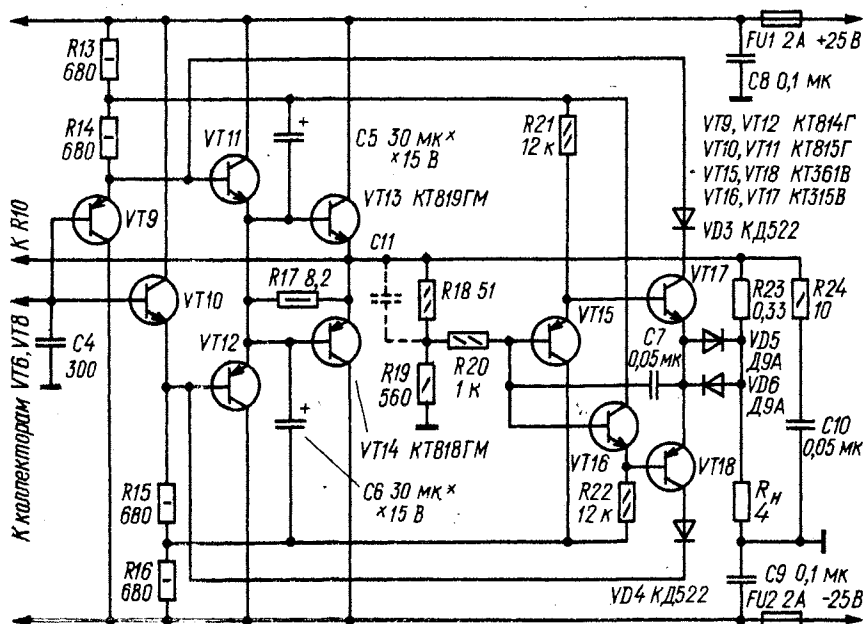 FU1 2А +25В
R13
680
C8 0,1 мк
R14
680
VT11
C5 30 мк×
×15 В
R21
12 к
VT9, VT12 КТ814Г
VT10, VT11 КТ815Г
VT15, VT18 КТ361В
VT16, VT17 КТ315В
VT9
VT13 КТ819ГМ
VD3 КД522
К R10
C11
VT17
R17 8,2
R18 51
VT15
R23
0,33
R24
10
VT10
VT12
C7
0,05мк
VD5
Д9А
C4
300
R20
1 к
VD6
Д9А
R19
560
К коллекторам VT6, VT8
VT14 КТ818ГМ
VT16
VT18
C10
0,05 мк
C6 30 мк×
×15 В
R22
12 к
Rн
4
R15
680
R16
680
VD4 КД522
C9 0,1 мк
FU2 2А -25В